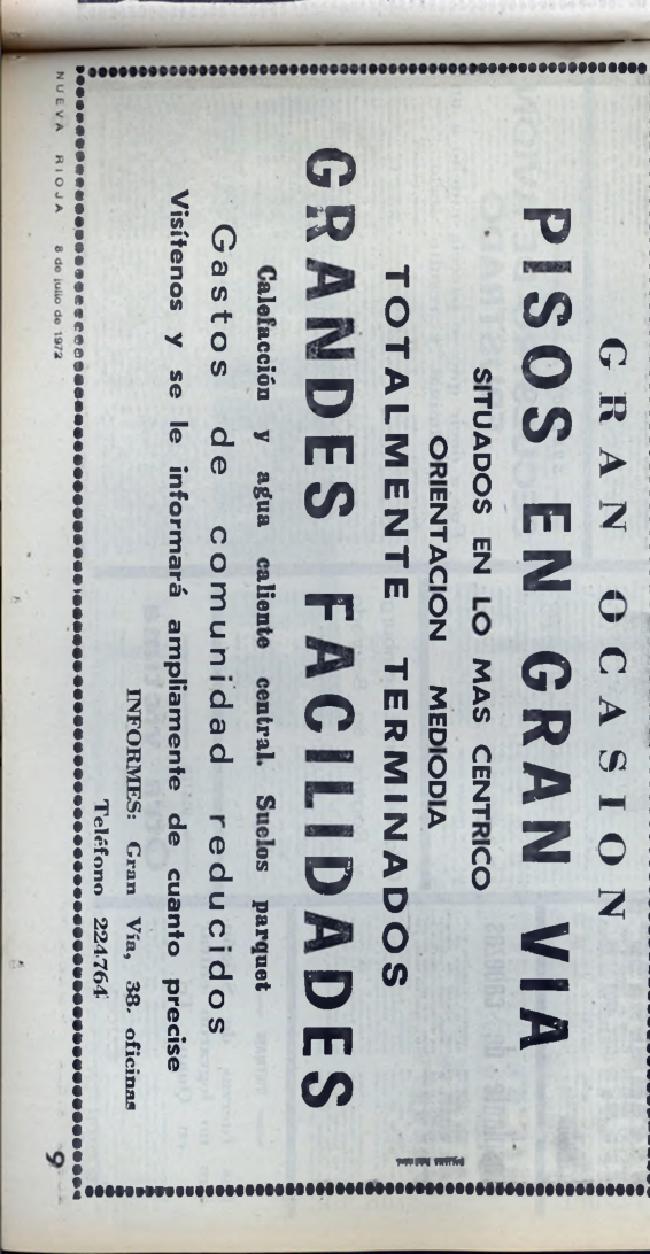 GRAN OCASION
PISOS EN GRAN VIA
SITUADOS EN LO MAS CENTRICO
ORIENTACION MEDIODIA
TOTALMENTE TERMINADOS
GRANDES FACILIDADES
Calefacción y agua caliente central. Suelos parquet
Gastos de comunidad reducidos
Visítenos y se le informará ampliamente de cuanto precise
INFORMES: Gran Vía, 38. oficinas
Teléfono 224764
NUEVA RIOJA 8 de julio de 1972
9